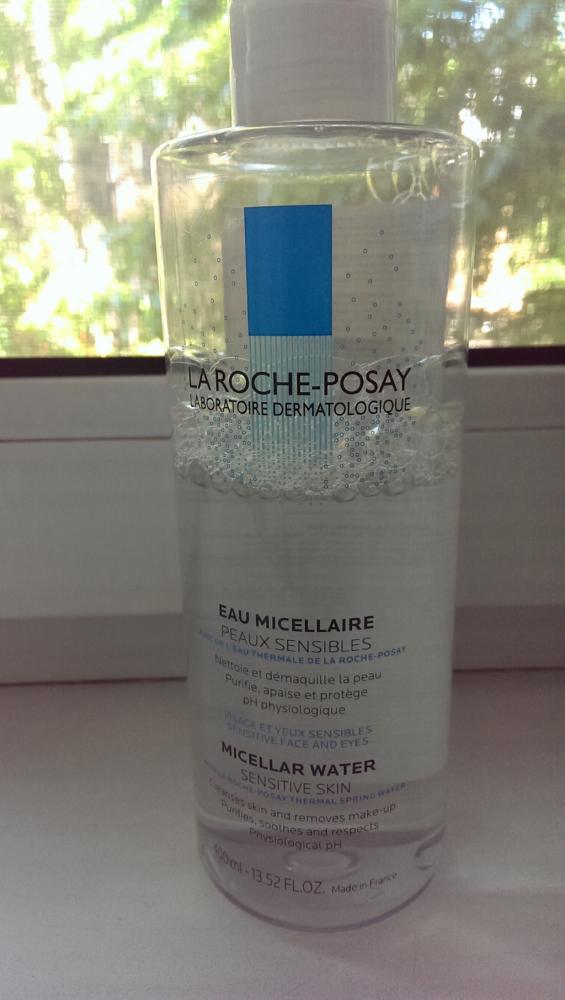 LA ROCHE-POSAY
LABORATOIRE DERMATOLOGIQUE
EAU MICELLAIRE
PEAUX SENSIBLES
AVEC DE L'EAU THERMALE DE LA ROCHE-POSAY
Nettoie et démaquille la peau
Purifie, apaise et protège
pH physiologique
VISAGE ET YEUX SENSIBLES
SENSITIVE FACE AND EYES
MICELLAR WATER
SENSITIVE SKIN
LA ROCHE-POSAY THERMAL SPRING WATER
Cleanses skin and removes make-up
Purifies, soothes and respects
Physiological pH
400ml - 13.52 FL.OZ. Made in France